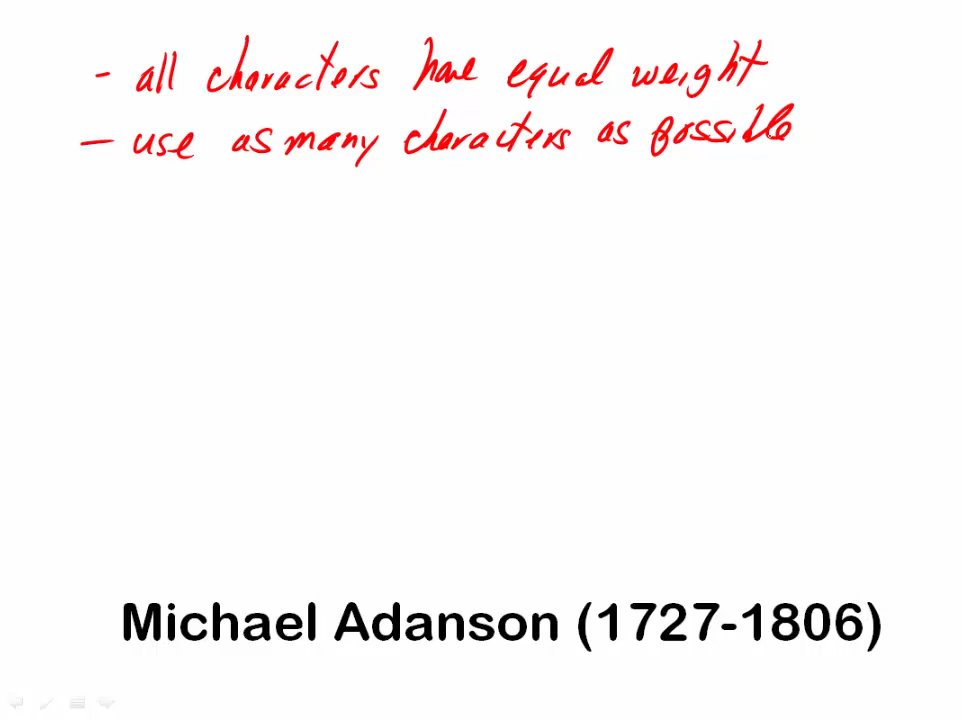 - all characters have equal weight
- use as many characters as possible
Michael Adanson (1727-1806)